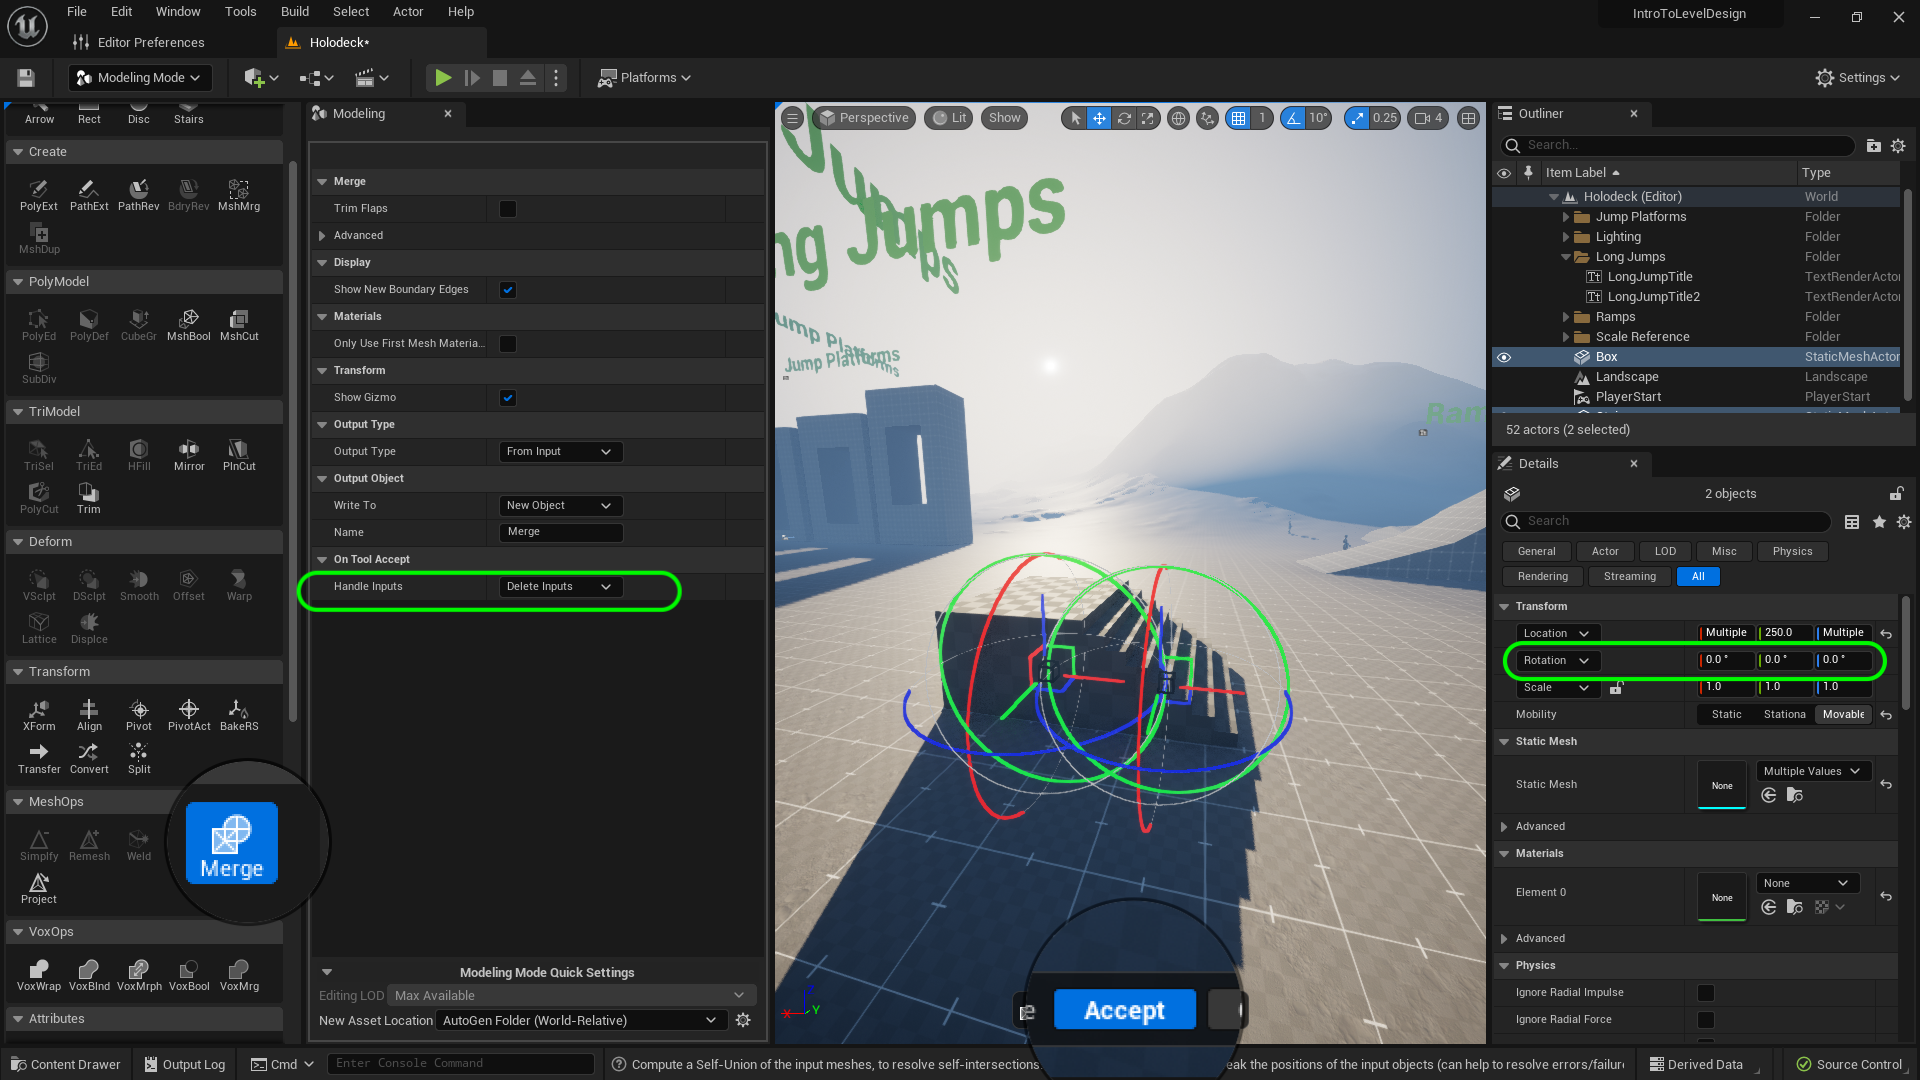 File Edit Window Tools Build Select Actor Help
IntroToLevelDesign
Editor Preferences
Holodeck*
Modeling Mode
Platforms
Settings
Arrow Rect Disc Stairs
Create
PolyExt PathExt PathRev BdryRev MshMrg
MshDup
PolyModel
PolyEd PolyDef CubeGr MshBool MshCut
SubDiv
TriModel
TriSel TriEd HFill Mirror PlnCut
PolyCut Trim
Deform
VSclpt DSclpt Smooth Offset Warp
Lattice Displce
Transform
XForm Align Pivot PivotAct BakeRS
Transfer Convert Split
MeshOps
Simplfy Remesh Weld
Merge
Project
VoxOps
VoxWrap VoxBlnd VoxMrph VoxBool VoxMrg
Attributes
Modeling
Merge
Trim Flaps
Advanced
Display
Show New Boundary Edges
Materials
Only Use First Mesh Materia...
Transform
Show Gizmo
Output Type
Output Type From Input
Output Object
Write To New Object
Name Merge
On Tool Accept
Handle Inputs Delete Inputs
Modeling Mode Quick Settings
Editing LOD Max Available
New Asset Location AutoGen Folder (World-Relative)
Perspective Lit Show 1 10° 0.25 4
Jumps
ng Jumps
ps
Jump Platforms
Jump Platforms
Ram
X Y
Accept
Outliner
Search...
Item Label Type
Holodeck (Editor) World
Jump Platforms Folder
Lighting Folder
Long Jumps Folder
LongJumpTitle TextRenderActo
LongJumpTitle2 TextRenderActo
Ramps Folder
Scale Reference Folder
Box StaticMeshActor
Landscape Landscape
PlayerStart PlayerStart
52 actors (2 selected)
Details
2 objects
Search
General Actor LOD Misc Physics
Rendering Streaming All
Transform
Location Multiple 250.0 Multiple
Rotation 0.0 ° 0.0 ° 0.0 °
Scale 1.0 1.0 1.0
Mobility Static Stationa Movable
Static Mesh
Static Mesh None Multiple Values
Advanced
Materials
Element 0 None None
Advanced
Physics
Ignore Radial Impulse
Ignore Radial Force
Content Drawer Output Log Cmd Enter Console Command
Compute a Self-Union of the input meshes, to resolve self-intersections
eak the positions of the input objects (can help to resolve errors/failur
Derived Data Source Control